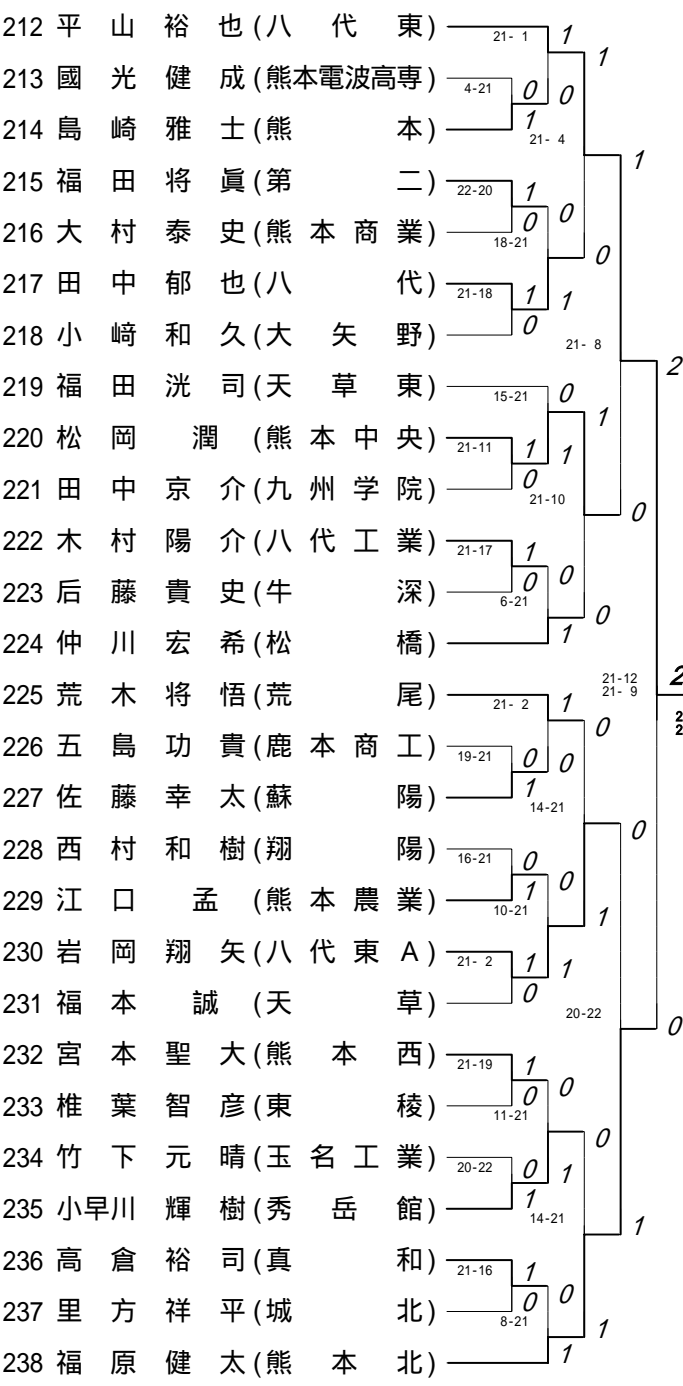 212 平山裕也(八代東) 21- 1 1
1
213 國光健成(熊本電波高専) 4-21 0 0
214 島崎雅士(熊本) 1 21- 4
1
215 福田将眞(第二) 22-20 1 0
216 大村泰史(熊本商業) 0 18-21
0
217 田中郁也(八代) 21-18 1 1
218 小﨑和久(大矢野) 0 21- 8
2
219 福田洸司(天草東) 15-21 0
1
220 松岡潤(熊本中央) 21-11 1 1
221 田中京介(九州学院) 0 21-10
0
222 木村陽介(八代工業) 21-17 1 0
223 后藤貴史(牛深) 0 6-21
0
224 仲川宏希(松橋) 1
21-12 2
21- 9
225 荒木将悟(荒尾) 21- 2 1
0
226 五島功貴(鹿本商工) 19-21 0 0
227 佐藤幸太(蘇陽) 1 14-21
0
228 西村和樹(翔陽) 16-21 0 0
229 江口孟(熊本農業) 1 10-21
1
230 岩岡翔矢(八代東A) 21- 2 1 1
231 福本誠(天草) 0 20-22
0
232 宮本聖大(熊本西) 21-19 1 0
233 椎葉智彦(東稜) 0 11-21
0
234 竹下元晴(玉名工業) 20-22 0 1
235 小早川輝樹(秀岳館) 1 14-21
1
236 高倉裕司(真和) 21-16 1 0
237 里方祥平(城北) 0 8-21
1
238 福原健太(熊本北) 1